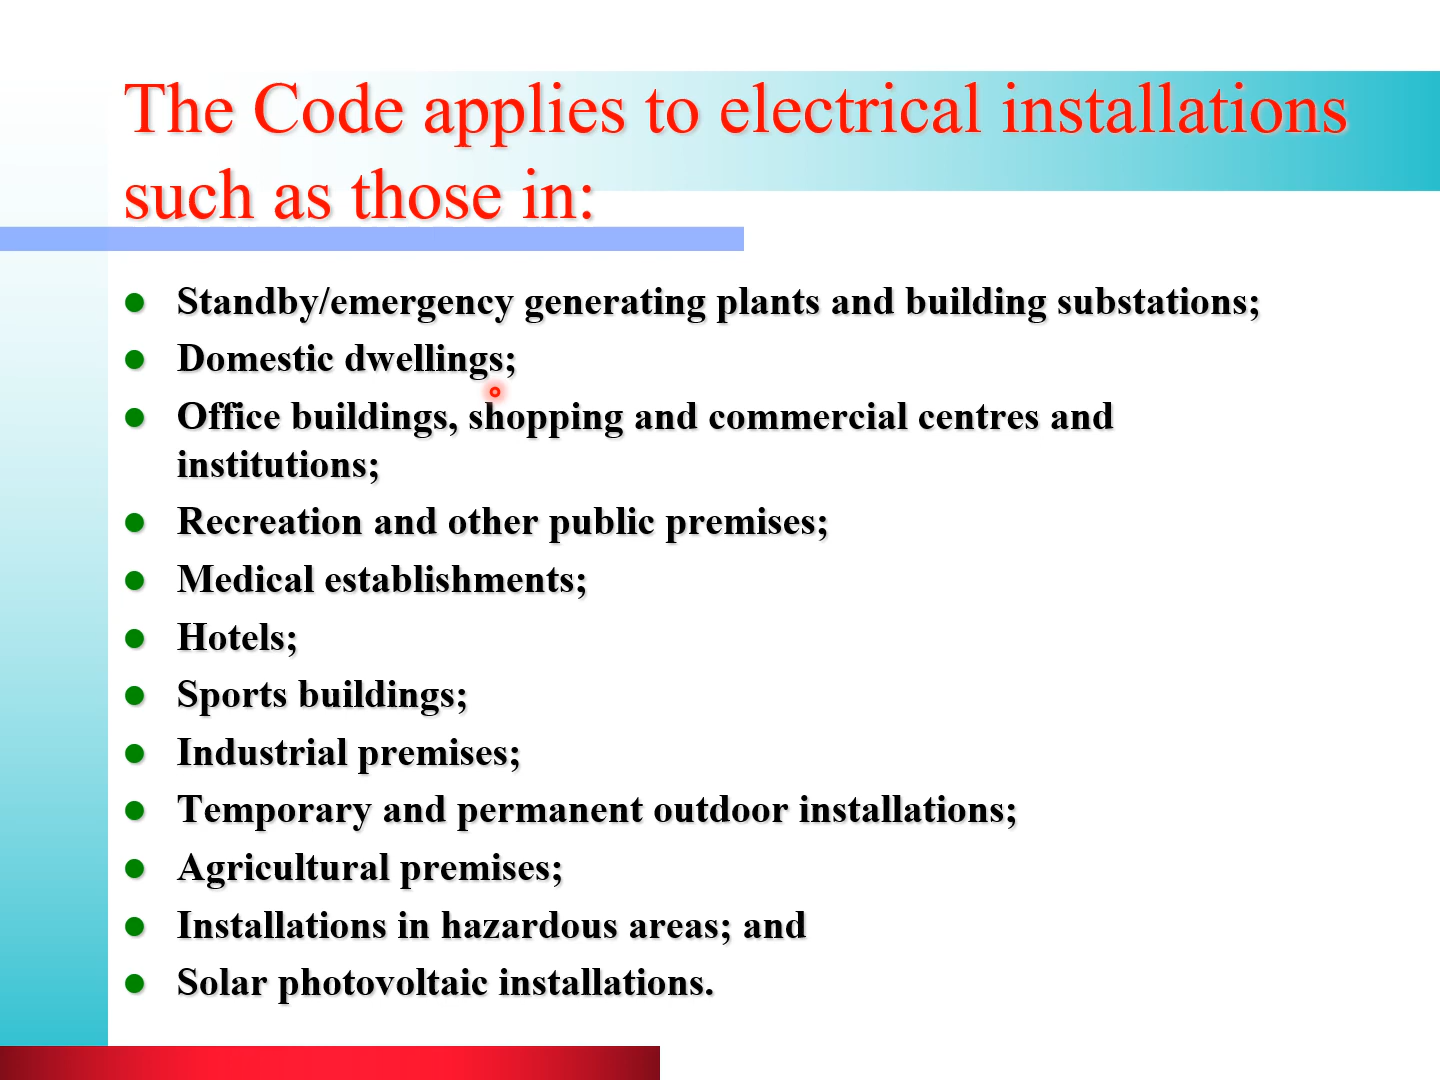 The Code applies to electrical installations
such as those in:
Standby/emergency generating plants and building substations;
Domestic dwellings;
Office buildings, shopping and commercial centres and
institutions;
Recreation and other public premises;
Medical establishments;
Hotels;
Sports buildings;
Industrial premises;
Temporary and permanent outdoor installations;
Agricultural premises;
Installations in hazardous areas; and
Solar photovoltaic installations.